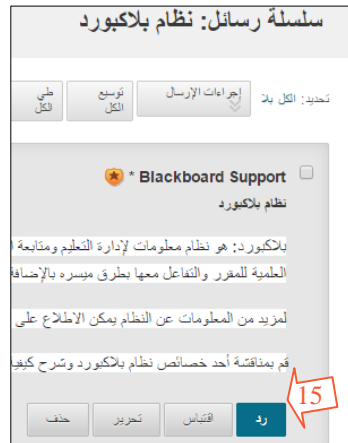 سلسلة رسائل: نظام بلاكبورد
تحديد: الكل بلا
إجراءات الإرسال
توسيع الكل
طي الكل
Blackboard Support *
نظام بلاكبورد
بلاكبورد: هو نظام معلومات لإدارة التعليم ومتابعة ا
العلمية للمقرر والتفاعل معها بطرق ميسره بالإضافة
لمزيد من المعلومات عن النظام يمكن الاطلاع على
قم بمناقشة أحد خصائص نظام بلاكبورد وشرح كيفيا
15
رد
اقتباس
تحرير
حذف